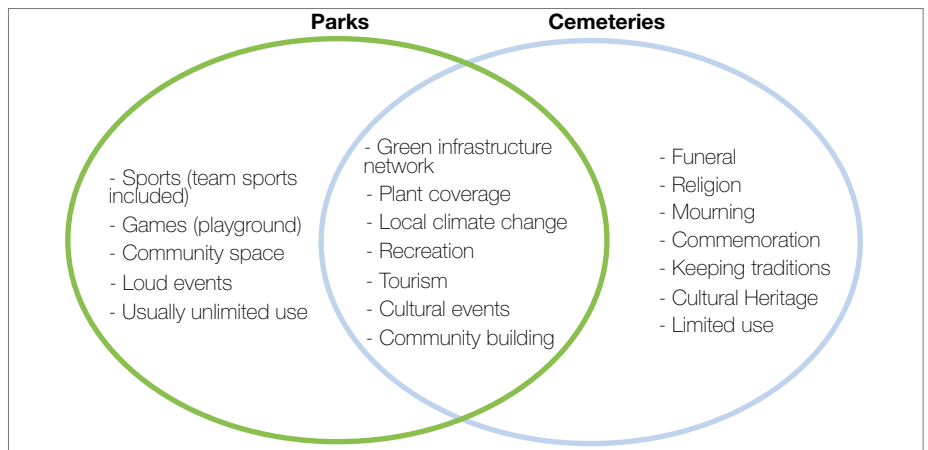 Parks
Cemeteries
- Sports (team sports
included)
- Games (playground)
- Community space
- Loud events
- Usually unlimited use
- Green infrastructure
network
- Plant coverage
- Local climate change
- Recreation
- Tourism
- Cultural events
- Community building
- Funeral
- Religion
- Mourning
- Commemoration
- Keeping traditions
- Cultural Heritage
- Limited use